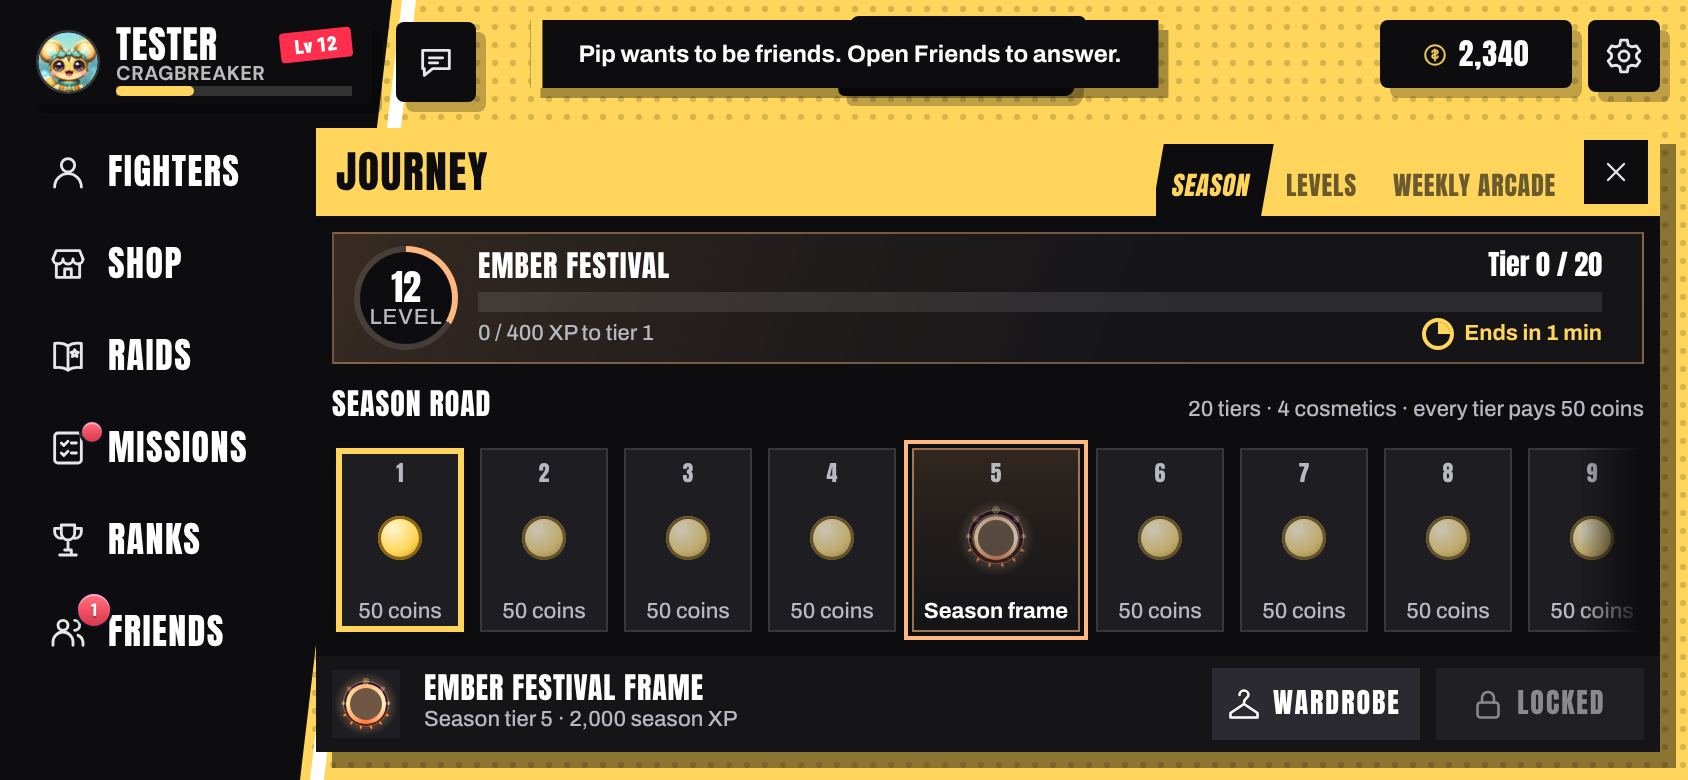 TESTER
Lv 12
CRAGBREAKER
Pip wants to be friends. Open Friends to answer.
2,340
FIGHTERS
SHOP
RAIDS
MISSIONS
RANKS
1
FRIENDS
JOURNEY
SEASON
LEVELS
WEEKLY ARCADE
12
LEVEL
EMBER FESTIVAL
Tier 0 / 20
0 / 400 XP to tier 1
Ends in 1 min
SEASON ROAD
20 tiers · 4 cosmetics · every tier pays 50 coins
1
50 coins
2
50 coins
3
50 coins
4
50 coins
5
Season frame
6
50 coins
7
50 coins
8
50 coins
9
50 coins
EMBER FESTIVAL FRAME
Season tier 5 · 2,000 season XP
WARDROBE
LOCKED